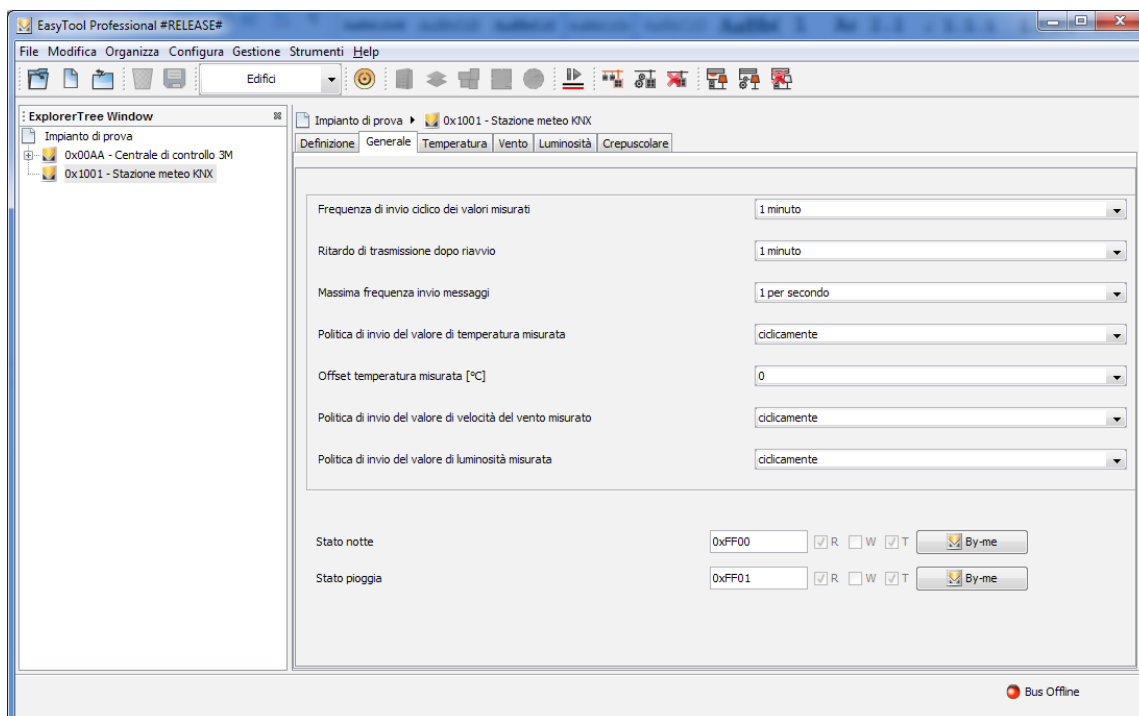 EasyTool Professional #RELEASE#
File Modifica Organizza Configura Gestione Strumenti Help
Edifici
ExplorerTree Window
Impianto di prova
0x00AA - Centrale di controllo 3M
0x1001 - Stazione meteo KNX
Impianto di prova 0x1001 - Stazione meteo KNX
Definizione Generale Temperatura Vento Luminosità Crepuscolare
Frequenza di invio ciclico dei valori misurati 1 minuto
Ritardo di trasmissione dopo riavvio 1 minuto
Massima frequenza invio messaggi 1 per secondo
Politica di invio del valore di temperatura misurata ciclicamente
Offset temperatura misurata [°C] 0
Politica di invio del valore di velocità del vento misurato ciclicamente
Politica di invio del valore di luminosità misurata ciclicamente
Stato notte 0xFF00 R W T By-me
Stato pioggia 0xFF01 R W T By-me
Bus Offline